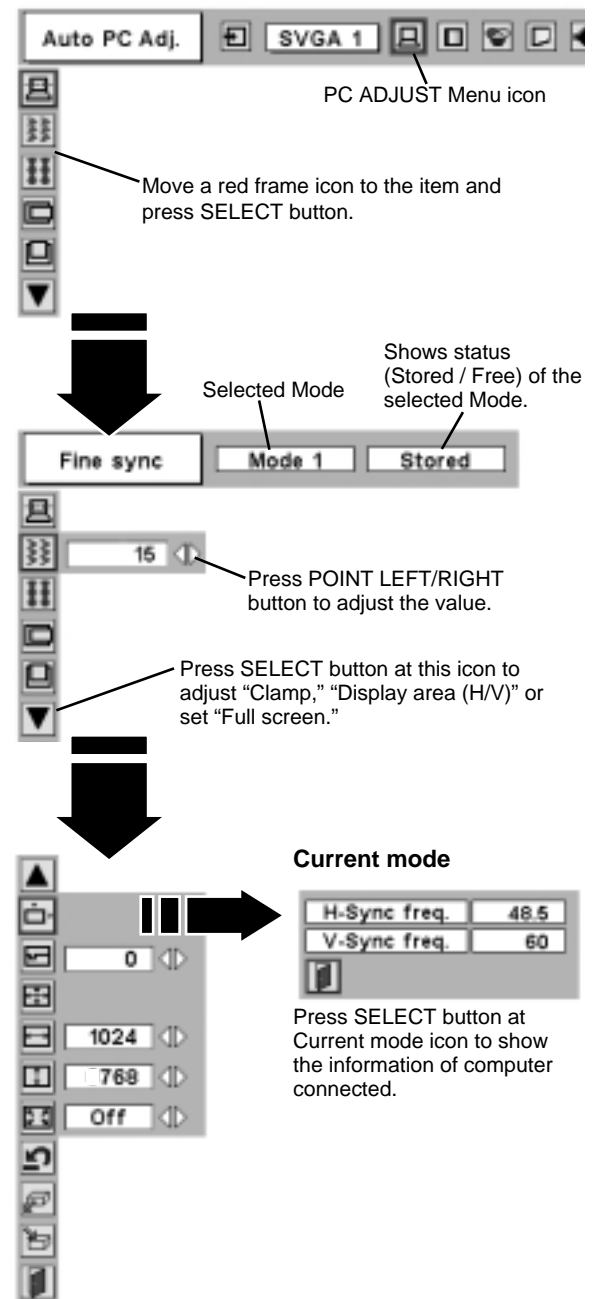 Auto PC Adj.
SVGA 1
PC ADJUST Menu icon
Move a red frame icon to the item and
press SELECT button.
Shows status
(Stored / Free) of the
selected Mode.
Selected Mode
Fine sync
Mode 1
Stored
15
Press POINT LEFT/RIGHT
button to adjust the value.
Press SELECT button at this icon to
adjust “Clamp,” “Display area (H/V)” or
set “Full screen.”
Current mode
H-Sync freq. 48.5
V-Sync freq. 60
Press SELECT button at
Current mode icon to show
the information of computer
connected.
0
1024
768
Off